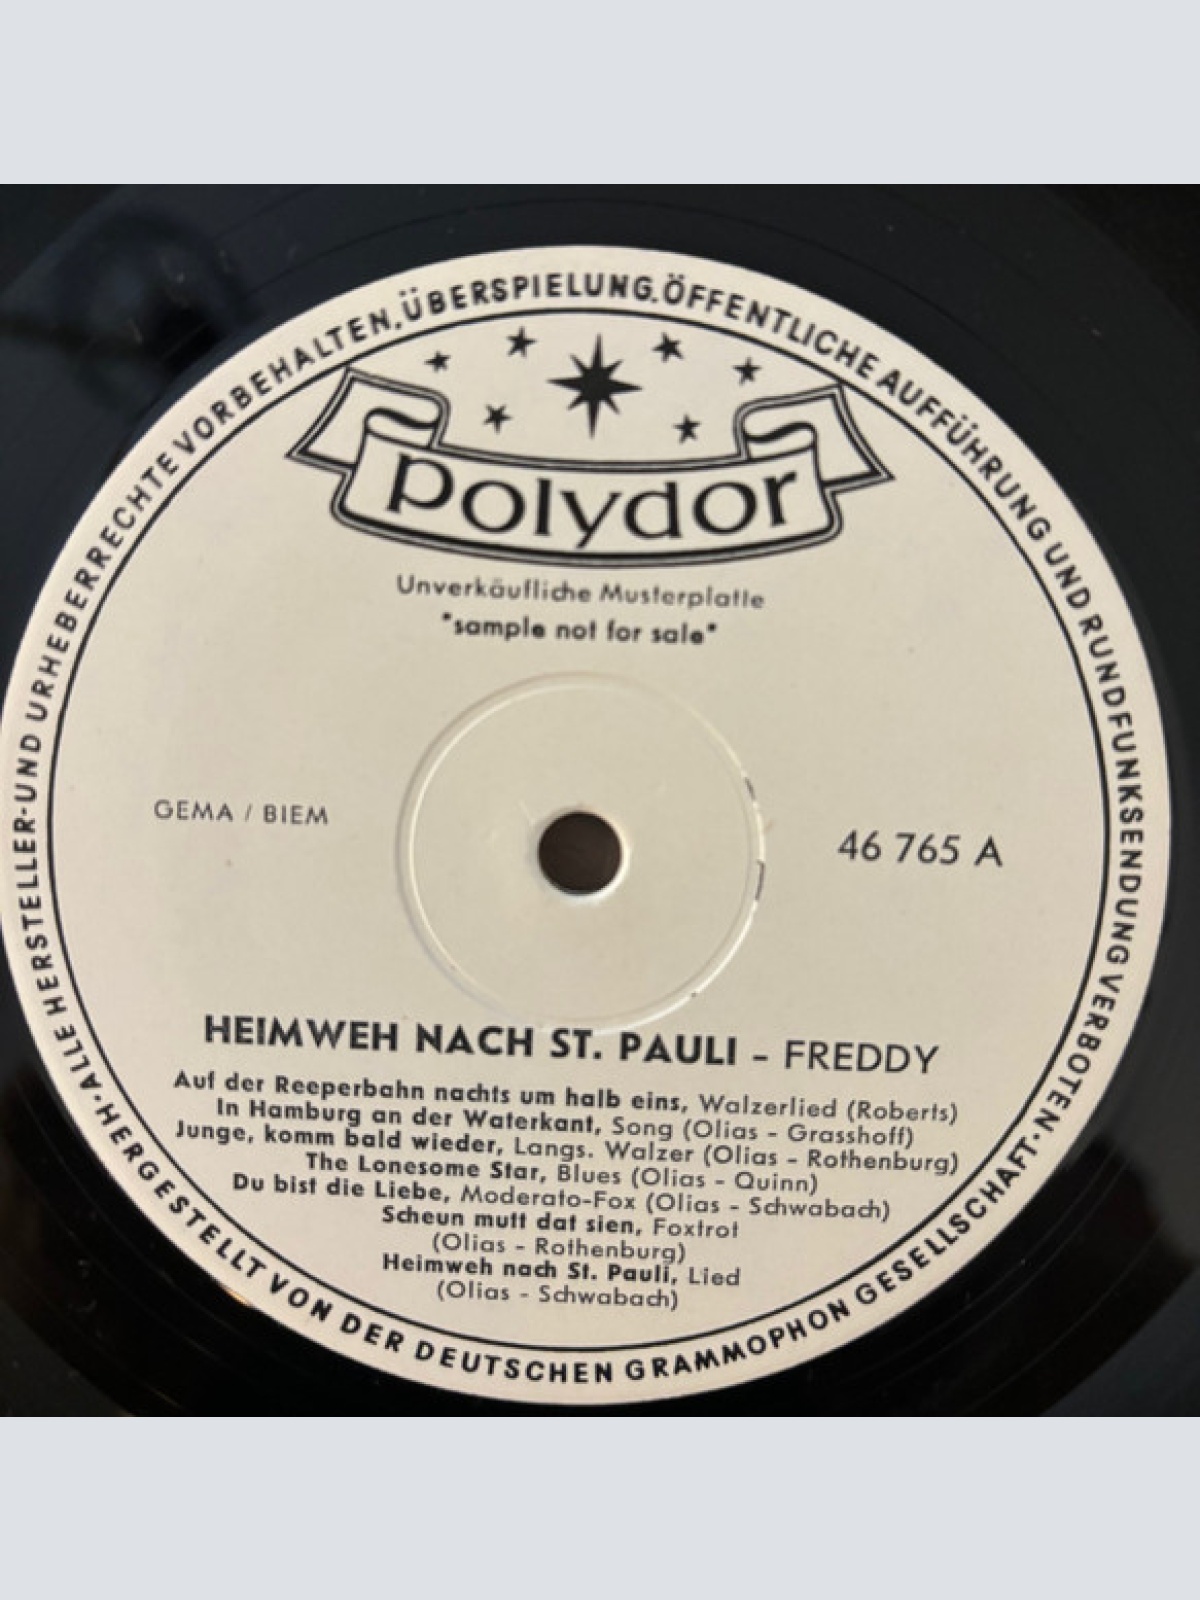 ALLE HERSTELLER-UND URHEBERRECHTE VORBEHALTEN, ÜBERSPIELUNG. ÖFFENTLICHE AUFFÜHRUNG UND RUNDFUNKSENDUNG VERBOTEN·
HERGESTELLT VON DER DEUTSCHEN GRAMMOPHON GESELLSCHAFT·
polydor
Unverkäufliche Musterplatte
"sample not for sale"
GEMA / BIEM
46 765 A
HEIMWEH NACH ST. PAULI – FREDDY
Auf der Reeperbahn nachts um halb eins, Walzerlied (Roberts)
In Hamburg an der Waterkant, Song (Olias - Grasshoff)
Junge, komm bald wieder, Langs. Walzer (Olias - Rothenburg)
The Lonesome Star, Blues (Olias - Quinn)
Du bist die Liebe, Moderato-Fox (Olias - Schwabach)
Scheun mutt dat sien, Foxtrot
(Olias - Rothenburg)
Heimweh nach St. Pauli, Lied
(Olias - Schwabach)